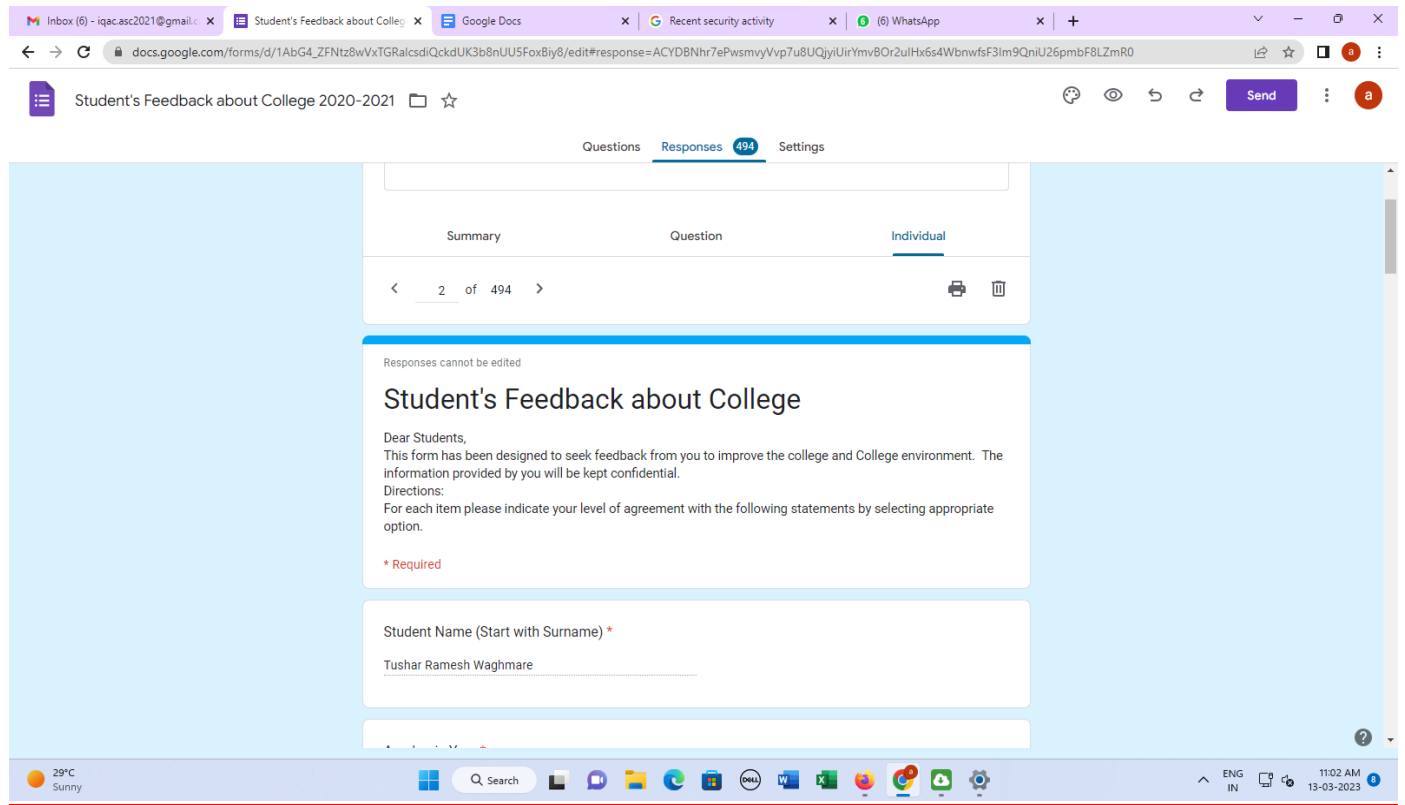 Inbox (6) - iqac.asc2021@gmail.c
Student's Feedback about Colleg
Google Docs
Recent security activity
(6) WhatsApp
docs.google.com/forms/d/1AbG4_ZFNtz8wVxTGRalcsdiQckdUK3b8nUU5FoxBiy8/edit#response=ACYDBNhr7ePwsmvyVvp7u8UQjyiUirYmvBOr2ulHx6s4WbnwfsF3lm9QniU26pmbF8LZmR0
a
Student's Feedback about College 2020-2021
Send
a
Questions Responses 494 Settings
Summary Question Individual
2 of 494
Responses cannot be edited
Student's Feedback about College
Dear Students,
This form has been designed to seek feedback from you to improve the college and College environment. The
information provided by you will be kept confidential.
Directions:
For each item please indicate your level of agreement with the following statements by selecting appropriate
option.
* Required
Student Name (Start with Surname) *
Tushar Ramesh Waghmare
29°C
Sunny
Search
DELL
ENG
IN
11:02 AM
13-03-2023
8